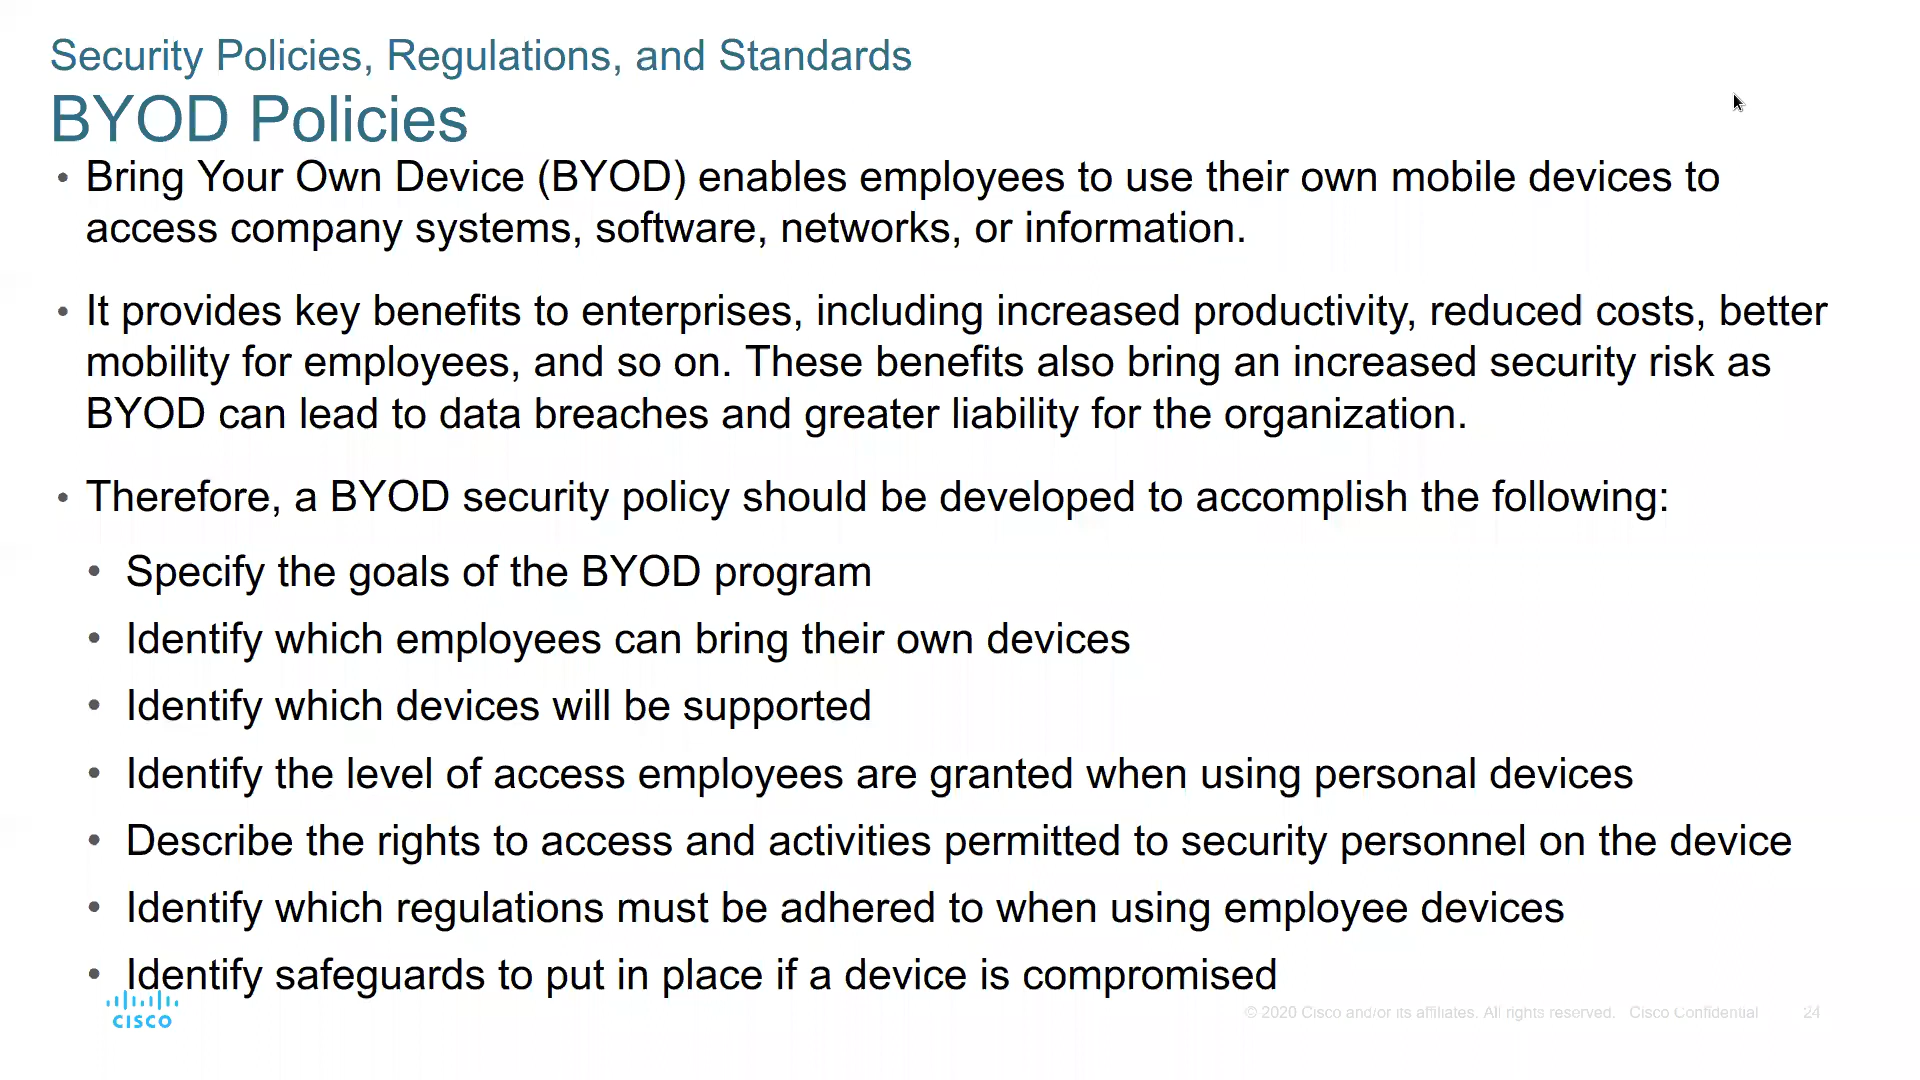 Security Policies, Regulations, and Standards
BYOD Policies
• Bring Your Own Device (BYOD) enables employees to use their own mobile devices to
access company systems, software, networks, or information.
• It provides key benefits to enterprises, including increased productivity, reduced costs, better
mobility for employees, and so on. These benefits also bring an increased security risk as
BYOD can lead to data breaches and greater liability for the organization.
• Therefore, a BYOD security policy should be developed to accomplish the following:
• Specify the goals of the BYOD program
• Identify which employees can bring their own devices
• Identify which devices will be supported
• Identify the level of access employees are granted when using personal devices
• Describe the rights to access and activities permitted to security personnel on the device
• Identify which regulations must be adhered to when using employee devices
• Identify safeguards to put in place if a device is compromised
CISCO
© 2020 Cisco and/or its affiliates. All rights reserved. Cisco Confidential 24